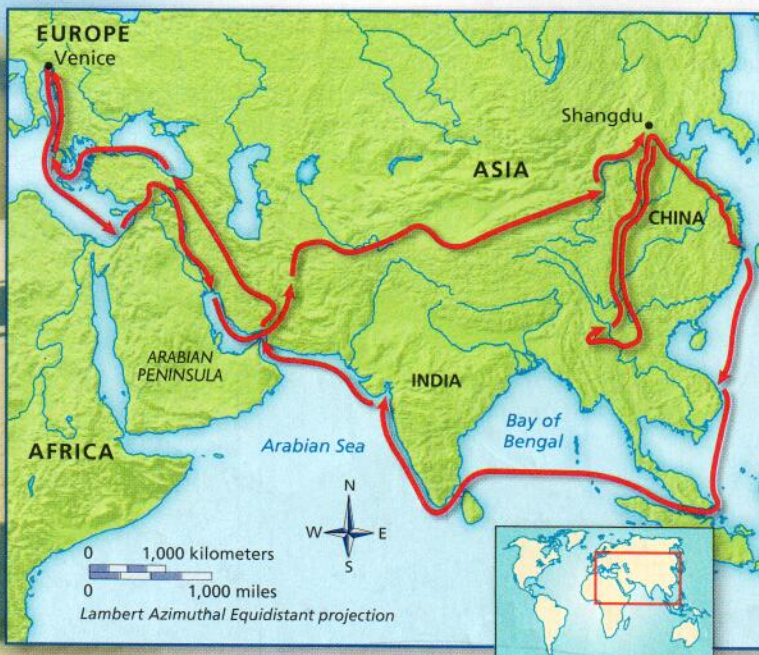 EUROPE
Venice
Shangdu
ASIA
CHINA
ARABIAN
PENINSULA
INDIA
Bay of
Bengal
AFRICA
Arabian Sea
N
W E
S
0 1,000 kilometers
0 1,000 miles
Lambert Azimuthal Equidistant projection